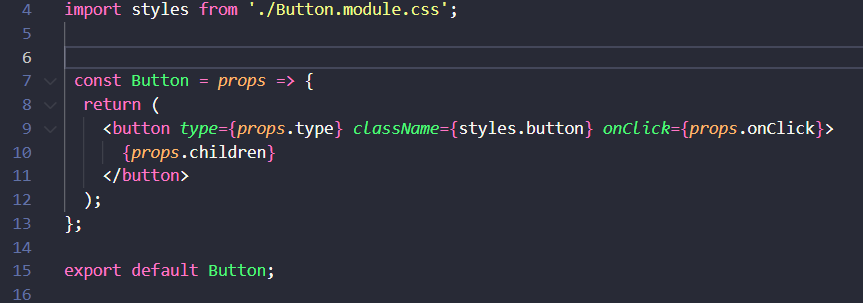 4 import styles from './Button.module.css';
5
6
7 const Button = props => {
8 return (
9 <button type={props.type} className={styles.button} onClick={props.onClick}>
10 {props.children}
11 </button>
12 );
13 };
14
15 export default Button;
16